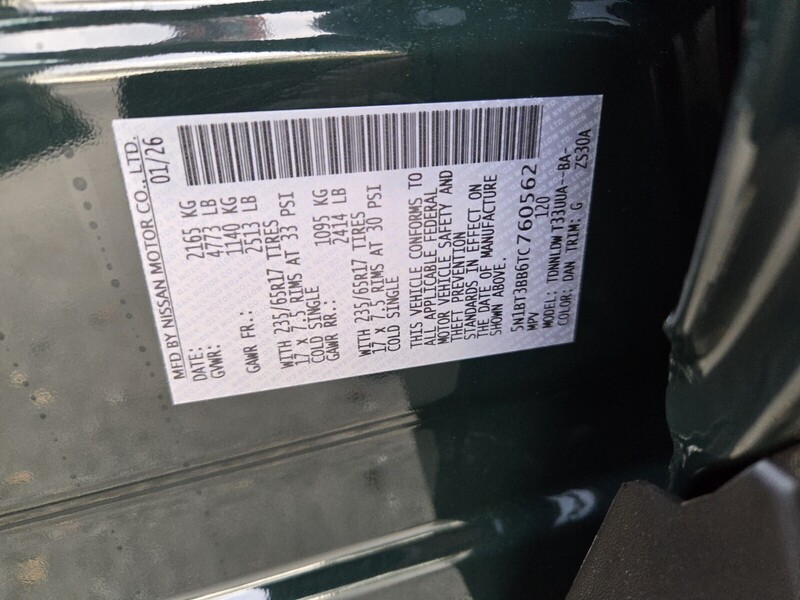 MFD BY NISSAN MOTOR CO., LTD.
DATE: 01/26
GVWR: 2165 KG
4773 LB
GAWR FR.: 1140 KG
2513 LB
WITH 235/65R17 TIRES
17 X 7.5 RIMS AT 33 PSI
COLD SINGLE
GAWR RR.: 1095 KG
2414 LB
WITH 235/65R17 TIRES
17 X 7.5 RIMS AT 30 PSI
COLD SINGLE
THIS VEHICLE CONFORMS TO
ALL APPLICABLE FEDERAL
MOTOR VEHICLE SAFETY AND
THEFT PREVENTION
STANDARDS IN EFFECT ON
THE DATE OF MANUFACTURE
SHOWN ABOVE.
5N1BT3BB6TC760562
MPV 120
MODEL: TDNNLDW T33UUA--BA-
COLOR: DAN TRIM: G ZS30A